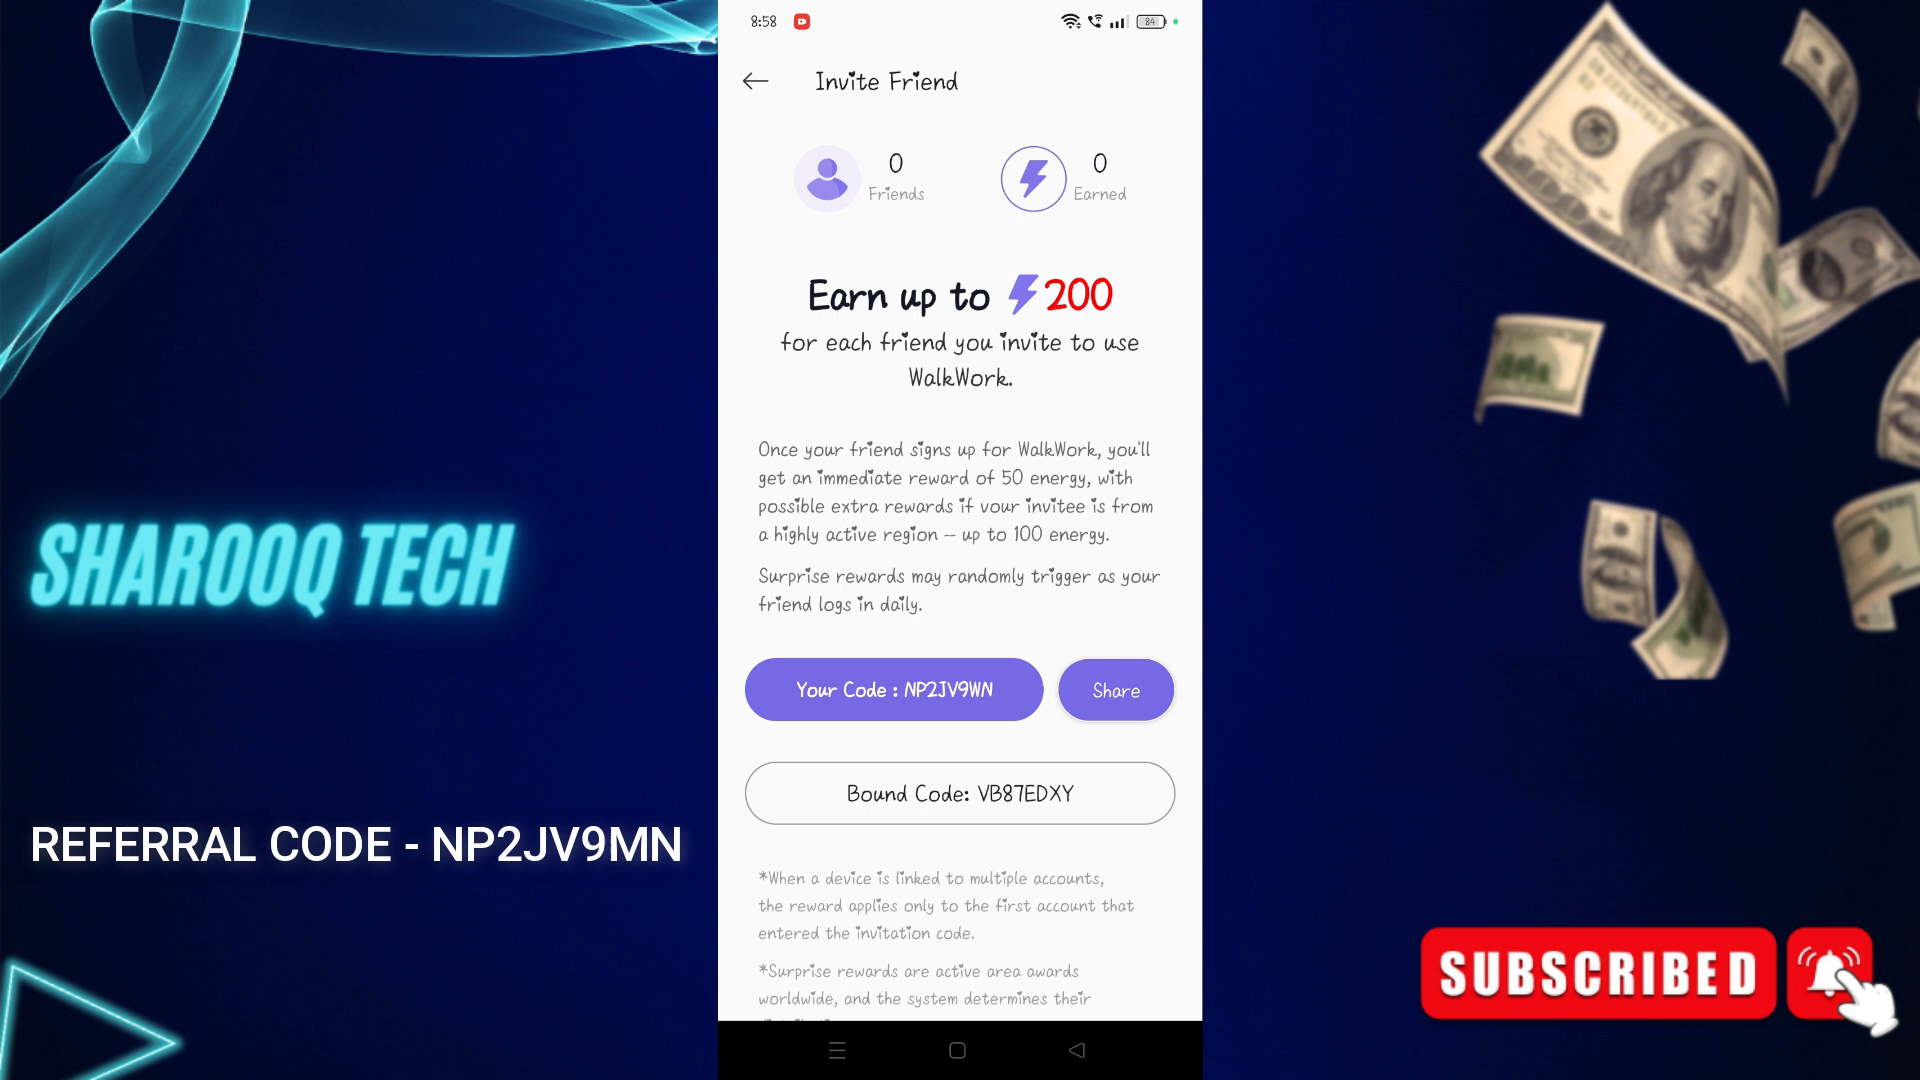 8:58
84
Invite Friend
0
Friends
0
Earned
Earn up to 200
for each friend you invite to use
WalkWork.
Once your friend signs up for WalkWork, you'll
get an immediate reward of 50 energy, with
possible extra rewards if your invitee is from
a highly active region -- up to 100 energy.
Surprise rewards may randomly trigger as your
friend logs in daily.
Your Code : NP2JV9WN
Share
Bound Code: VB87EDXY
*When a device is linked to multiple accounts,
the reward applies only to the first account that
entered the invitation code.
*Surprise rewards are active area awards
worldwide, and the system determines their
SHAROOQ TECH
REFERRAL CODE - NP2JV9MN
SUBSCRIBED